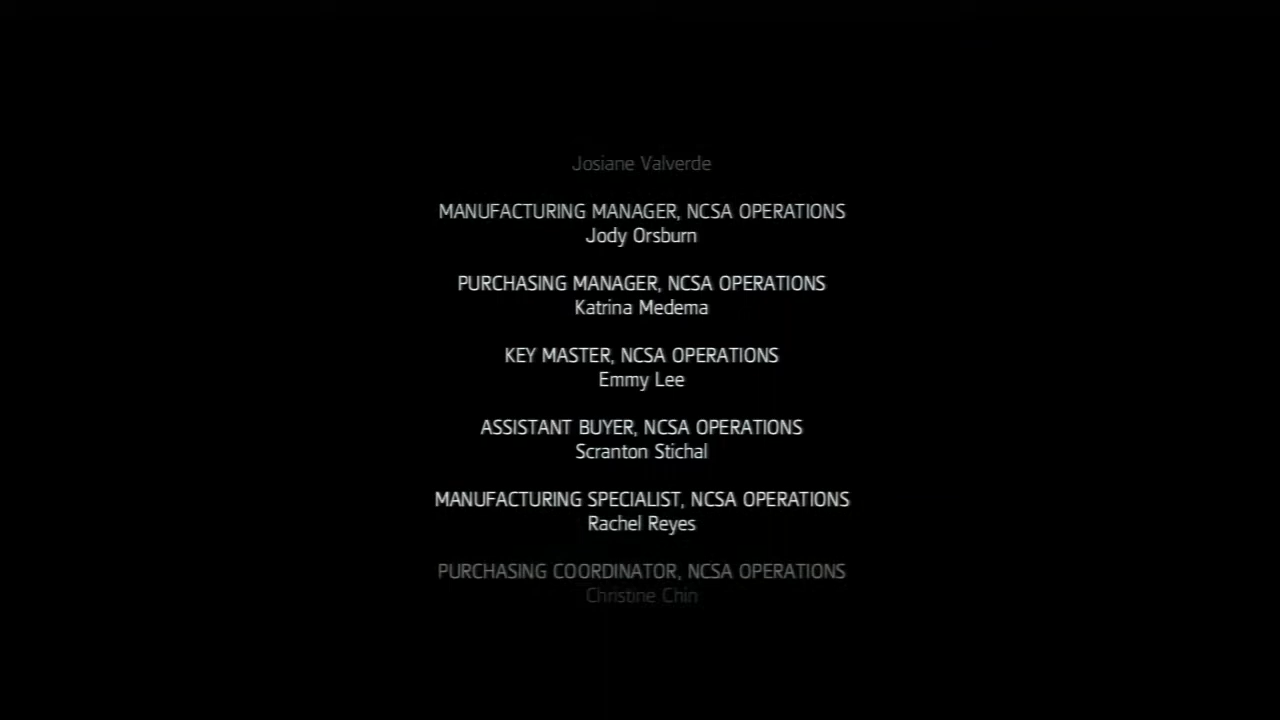 Josiane Valverde
MANUFACTURING MANAGER, NCSA OPERATIONS
Jody Orsburn
PURCHASING MANAGER, NCSA OPERATIONS
Katrina Medema
KEY MASTER, NCSA OPERATIONS
Emmy Lee
ASSISTANT BUYER, NCSA OPERATIONS
Scranton Stichal
MANUFACTURING SPECIALIST, NCSA OPERATIONS
Rachel Reyes
PURCHASING COORDINATOR, NCSA OPERATIONS
Christine Chin